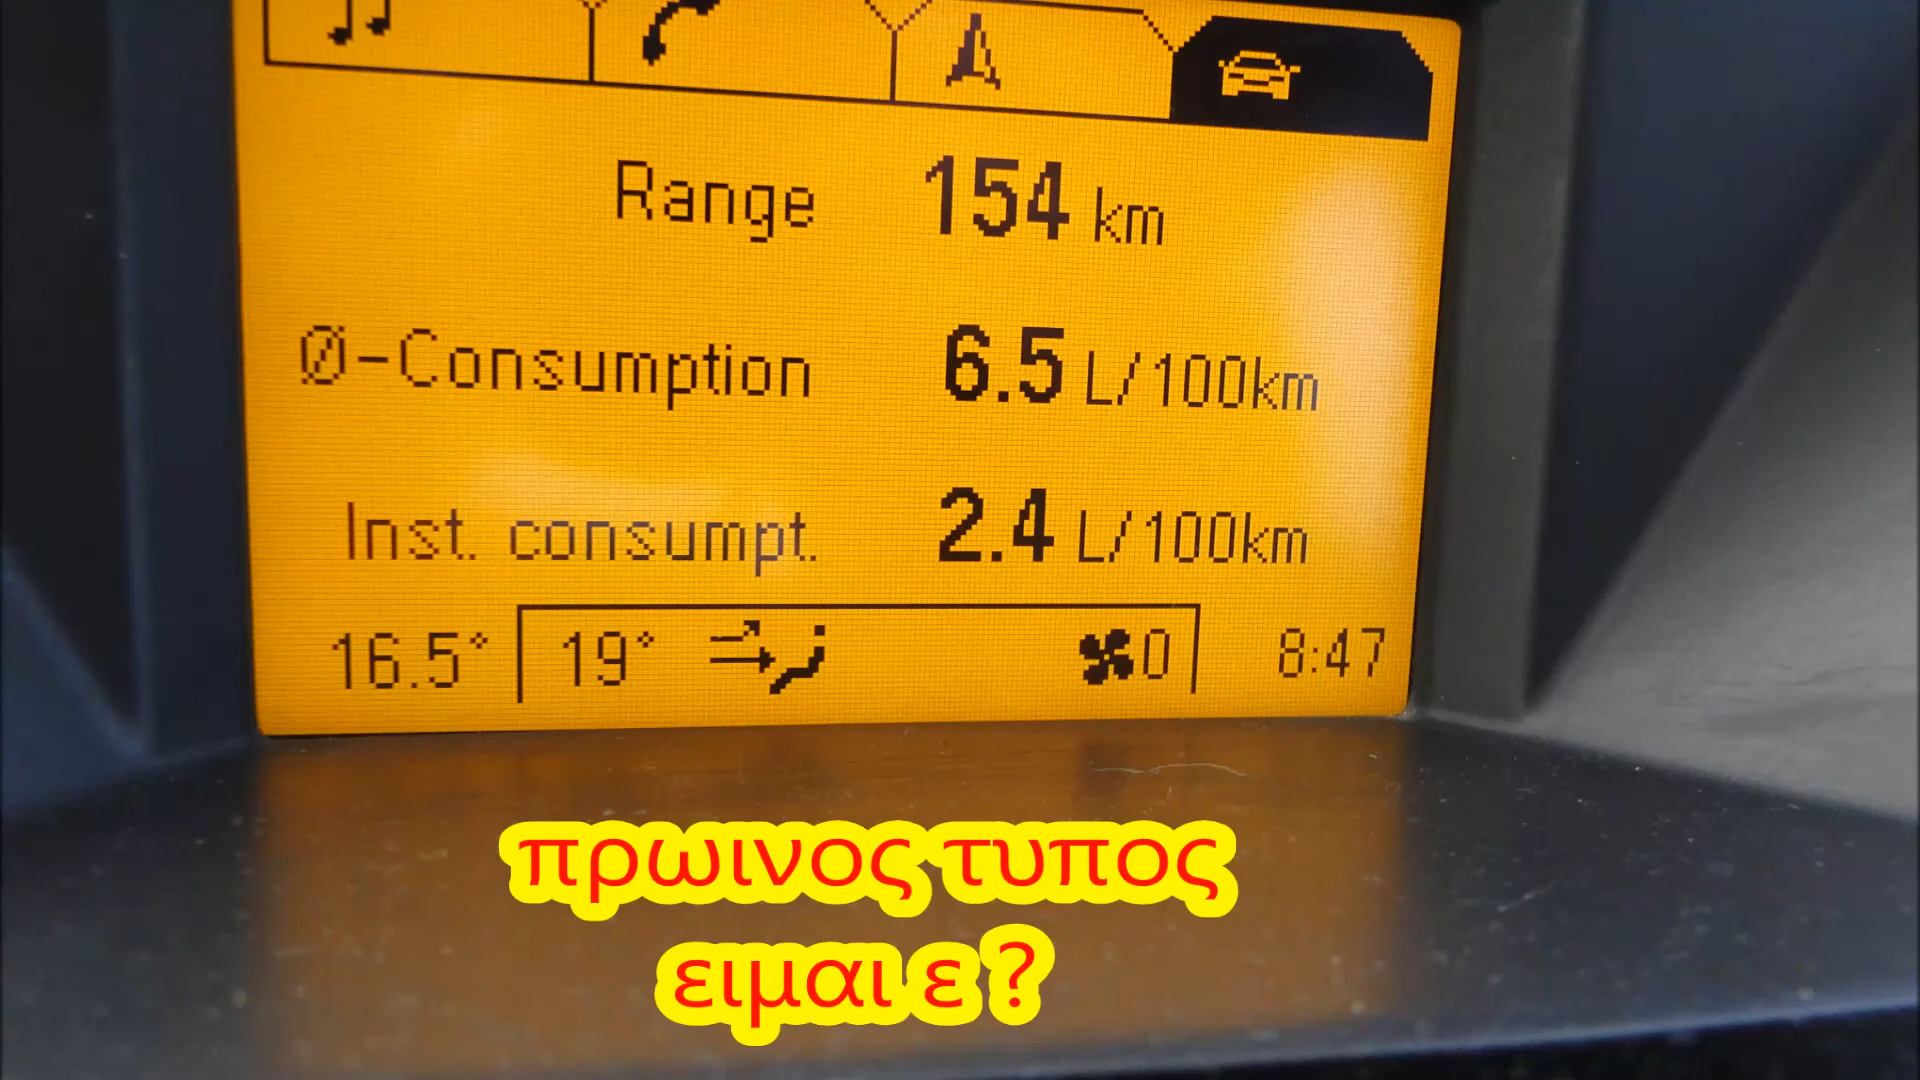 Range 154 km
Ø-Consumption 6.5 L/100km
Inst. consumpt. 2.4 L/100km
16.5° 19° 0 8:47
πρωινος τυπος
ειμαι ε ?